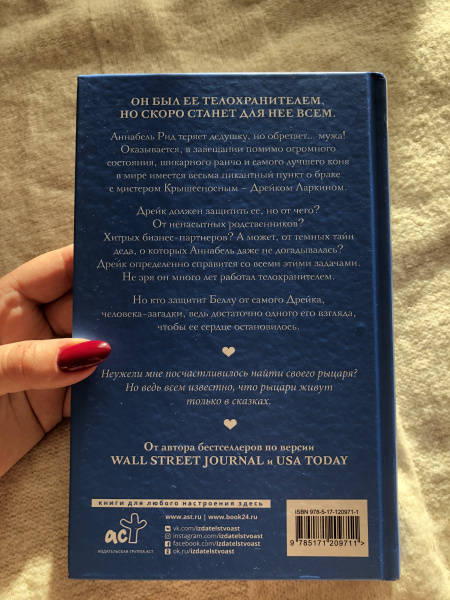 ОН БЫЛ ЕЕ ТЕЛОХРАНИТЕЛЕМ,
НО СКОРО СТАНЕТ ДЛЯ НЕЕ ВСЕМ.
Аннабель Рид теряет дедушку, но обретает... мужа!
Оказывается, в завещании помимо огромного
состояния, шикарного ранчо и самого лучшего коня
в мире имеется весьма пикантный пункт о браке
с мистером Крышесносным – Дрейком Ларкином.
Дрейк должен защитить ее, но от чего?
От ненасытных родственников?
Хитрых бизнес-партнеров? А может, от темных тайн
деда, о которых Аннабель даже не догадывалась?
Дрейк определенно справится со всеми этими задачами.
Не зря он много лет работал телохранителем.
Но кто защитит Беллу от самого Дрейка,
человека-загадки, ведь достаточно одного его взгляда,
чтобы ее сердце остановилось.
Неужели мне посчастливилось найти своего рыцаря?
Но ведь всем известно, что рыцари живут
только в сказках.
От автора бестселлеров по версии
WALL STREET JOURNAL и USA TODAY
книги для любого настроения здесь
www.ast.ru | www.book24.ru
vk.com/izdatelstvoast
instagram.com/izdatelstvoast
facebook.com/izdatelstvoast
ok.ru/izdatelstvoast
аст
ИЗДАТЕЛЬСКАЯ ГРУППА АСТ
ISBN 978-5-17-120971-1
9 785171 209711 >